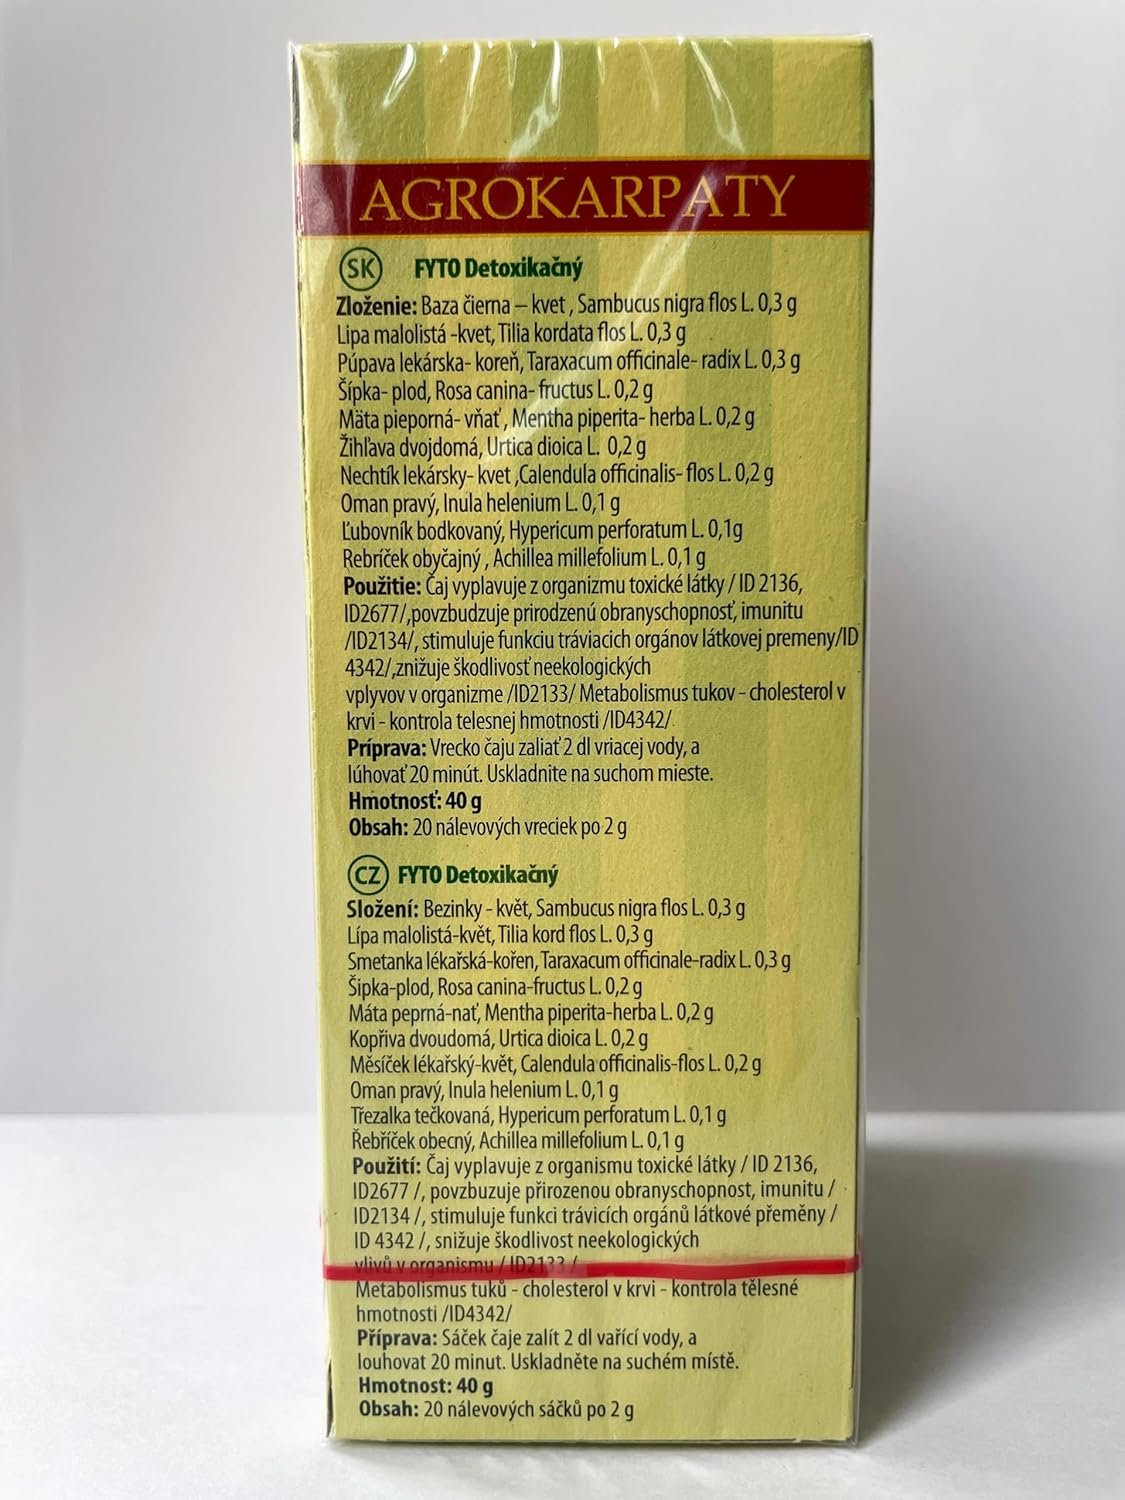 AGROKARPATY
SK FYTO Detoxikačný
Zloženie: Baza čierna – kvet , Sambucus nigra flos L. 0,3 g
Lipa malolistá -kvet, Tilia kordata flos L. 0,3 g
Púpava lekárska- koreň, Taraxacum officinale- radix L. 0,3 g
Šípka- plod, Rosa canina- fructus L. 0,2 g
Mäta pieporná- vňať , Mentha piperita- herba L. 0,2 g
Žihľava dvojdomá, Urtica dioica L. 0,2 g
Nechtík lekársky- kvet ,Calendula officinalis- flos L. 0,2 g
Oman pravý, Inula helenium L. 0,1 g
Ľubovník bodkovaný, Hypericum perforatum L. 0,1g
Rebríček obyčajný , Achillea millefolium L. 0,1 g
Použitie: Čaj vyplavuje z organizmu toxické látky / ID 2136,
ID2677/,povzbudzuje prirodzenú obranyschopnosť, imunitu
/ID2134/, stimuluje funkciu tráviacich orgánov látkovej premeny/ID
4342/,znižuje škodlivosť neekologických
vplyvov v organizme /ID2133/ Metabolismus tukov - cholesterol v
krvi - kontrola telesnej hmotnosti /ID4342/.
Príprava: Vrecko čaju zaliať 2 dl vriacej vody, a
lúhovať 20 minút. Uskladnite na suchom mieste.
Hmotnosť: 40 g
Obsah: 20 nálevových vreciek po 2 g
CZ FYTO Detoxikačný
Složení: Bezinky - květ, Sambucus nigra flos L. 0,3 g
Lípa malolistá-květ, Tilia kord flos L. 0,3 g
Smetanka lékařská-kořen, Taraxacum officinale-radix L. 0,3 g
Šipka-plod, Rosa canina-fructus L. 0,2 g
Máta peprná-nať, Mentha piperita-herba L. 0,2 g
Kopřiva dvoudomá, Urtica dioica L. 0,2 g
Měsíček lékařský-květ, Calendula officinalis-flos L. 0,2 g
Oman pravý, Inula helenium L. 0,1 g
Třezalka tečkovaná, Hypericum perforatum L. 0,1 g
Řebříček obecný, Achillea millefolium L. 0,1 g
Použití: Čaj vyplavuje z organismu toxické látky / ID 2136,
ID2677 /, povzbuzuje přirozenou obranyschopnost, imunitu /
ID2134 /, stimuluje funkci trávicích orgánů látkové přeměny /
ID 4342 /, snižuje škodlivost neekologických
vlivů v organismu / ID2133 /
Metabolismus tuků - cholesterol v krvi - kontrola tělesné
hmotnosti /ID4342/
Příprava: Sáček čaje zalít 2 dl vařící vody, a
louhovat 20 minut. Uskladněte na suchém místě.
Hmotnost: 40 g
Obsah: 20 nálevových sáčků po 2 g